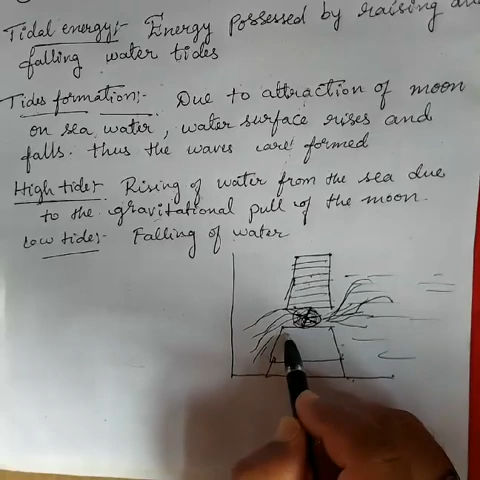 Tidal energy:- Energy possessed by raising and
falling water tides
Tides formation:- Due to attraction of moon
on sea water, water surface rises and
falls. thus the waves are formed
High tide:- Rising of water from the sea due
to the gravitational pull of the moon.
Low tide:- Falling of water